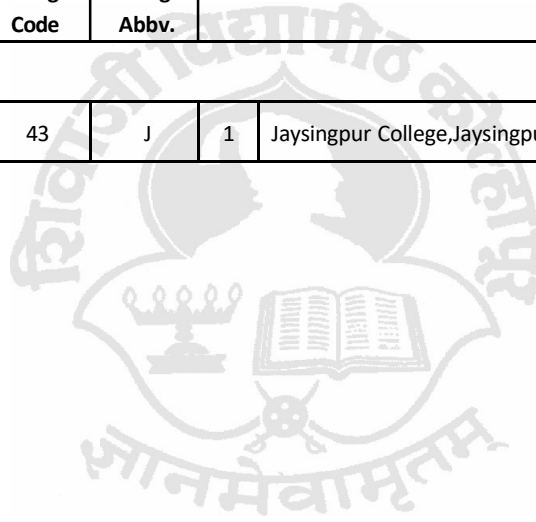 Code Abbv.
43 J 1 Jaysingpur College,Jaysingpu
शिवाजी विद्यापीठ कोल्हापूर
ज्ञानमेवामृतम्